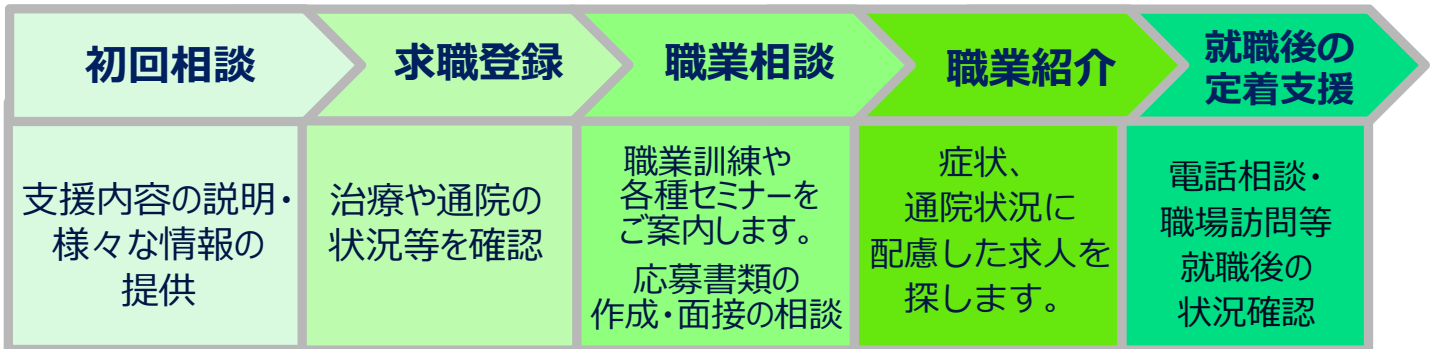 初回相談
求職登録
職業相談
職業紹介
就職後の
定着支援
支援内容の説明・
様々な情報の
提供
治療や通院の
状況等を確認
職業訓練や
各種セミナーを
ご案内します。
応募書類の
作成・面接の相談
症状、
通院状況に
配慮した求人を
探します。
電話相談・
職場訪問等
就職後の
状況確認